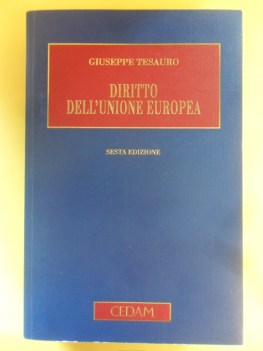 GIUSEPPE TESAURO
DIRITTO
DELL'UNIONE EUROPEA
SESTA EDIZIONE
CEDAM